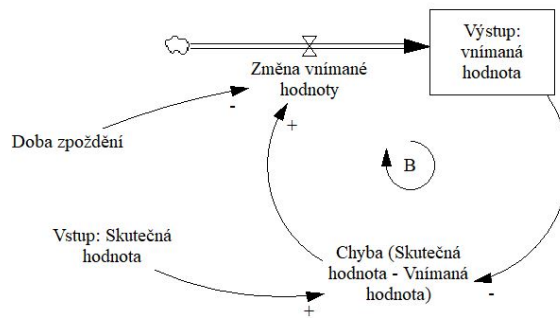 Výstup:
vnímaná
hodnota
Změna vnímané
hodnoty
-
+
Doba zpoždění
B
Vstup: Skutečná
hodnota
Chyba (Skutečná
hodnota - Vnímaná
hodnota)
-
+